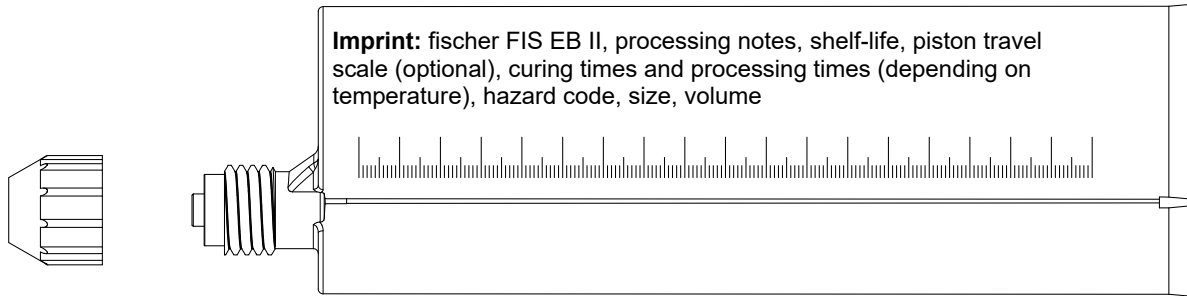 Imprint: fischer FIS EB II, processing notes, shelf-life, piston travel
scale (optional), curing times and processing times (depending on
temperature), hazard code, size, volume